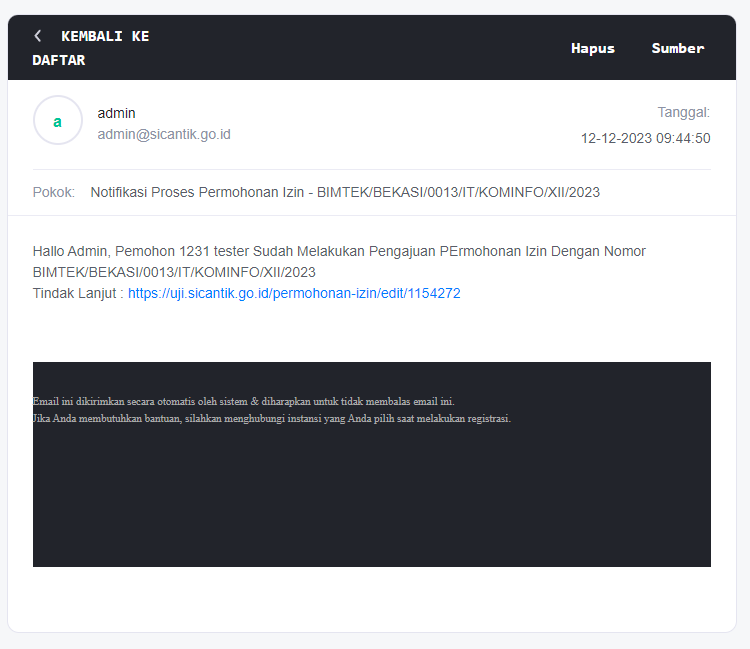 KEMBALI KE
DAFTAR
Hapus
Sumber
a
admin
admin@sicantik.go.id
Tanggal:
12-12-2023 09:44:50
Pokok: Notifikasi Proses Permohonan Izin - BIMTEK/BEKASI/0013/IT/KOMINFO/XII/2023
Hallo Admin, Pemohon 1231 tester Sudah Melakukan Pengajuan PErmohonan Izin Dengan Nomor
BIMTEK/BEKASI/0013/IT/KOMINFO/XII/2023
Tindak Lanjut : https://uji.sicantik.go.id/permohonan-izin/edit/1154272
Email ini dikirimkan secara otomatis oleh sistem & diharapkan untuk tidak membalas email ini.
Jika Anda membutuhkan bantuan, silahkan menghubungi instansi yang Anda pilih saat melakukan registrasi.